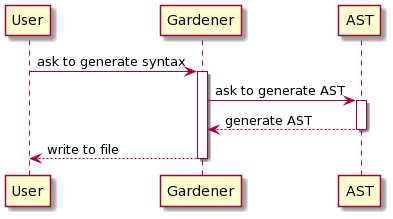 User Gardener AST
ask to generate syntax
ask to generate AST
generate AST
write to file
User Gardener AST